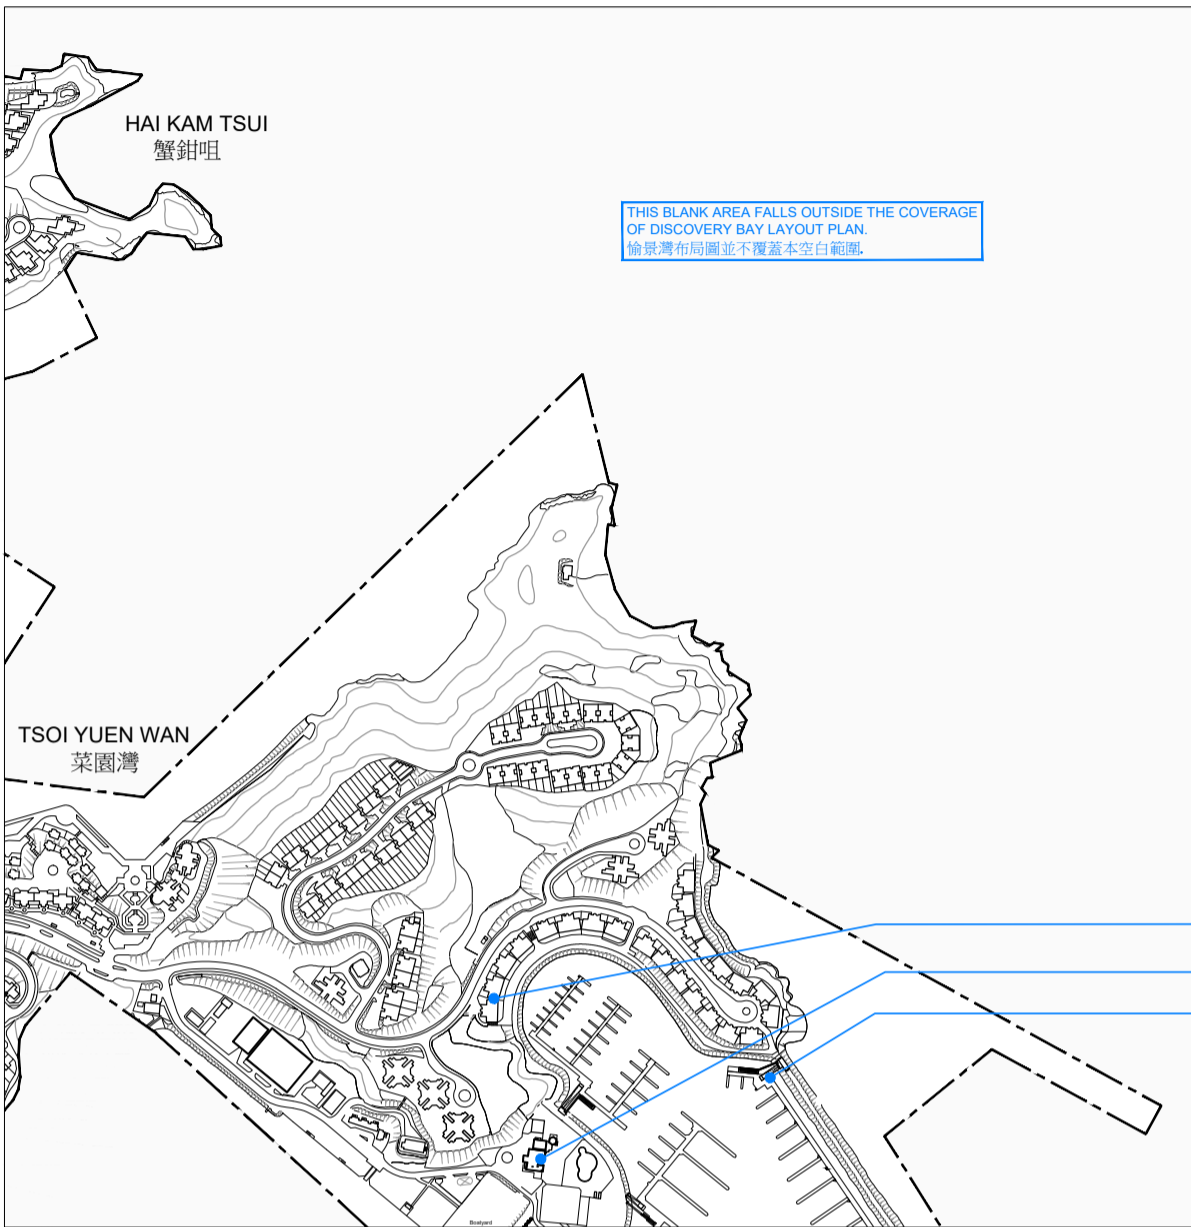 HAI KAM TSUI
蟹鉗咀
THIS BLANK AREA FALLS OUTSIDE THE COVERAGE
OF DISCOVERY BAY LAYOUT PLAN.
愉景灣布局圖並不覆蓋本空白範圍.
TSOI YUEN WAN
菜園灣
Boatyard